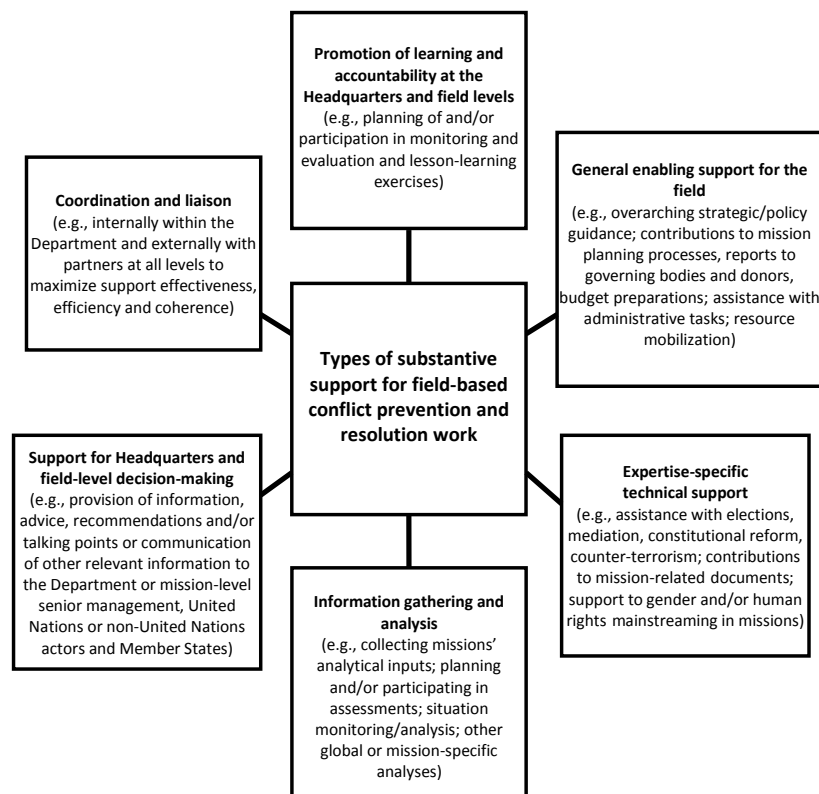 Promotion of learning and
accountability at the
Headquarters and field levels
(e.g., planning of and/or
participation in monitoring and
evaluation and lesson-learning
exercises)
General enabling support for the
field
(e.g., overarching strategic/policy
guidance; contributions to mission
planning processes, reports to
governing bodies and donors,
budget preparations; assistance with
administrative tasks; resource
mobilization)
Coordination and liaison
(e.g., internally within the
Department and externally with
partners at all levels to
maximize support effectiveness,
efficiency and coherence)
Types of substantive
support for field-based
conflict prevention and
resolution work
Support for Headquarters and
field-level decision-making
(e.g., provision of information,
advice, recommendations and/or
talking points or communication
of other relevant information to
the Department or mission-level
senior management, United
Nations or non-United Nations
actors and Member States)
Expertise-specific
technical support
(e.g., assistance with elections,
mediation, constitutional reform,
counter-terrorism; contributions
to mission-related documents;
support to gender and/or human
rights mainstreaming in missions)
Information gathering and
analysis
(e.g., collecting missions’
analytical inputs; planning
and/or participating in
assessments; situation
monitoring/analysis; other
global or mission-specific
analyses)